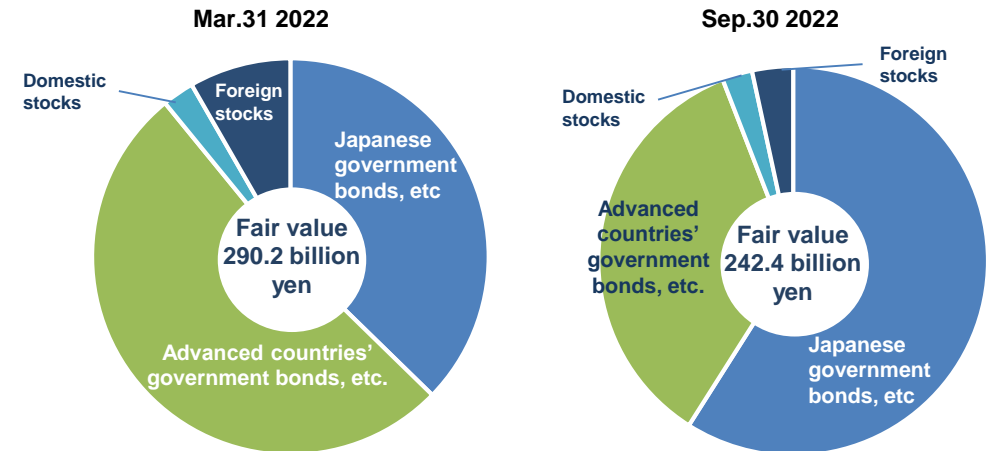 Mar.31 2022
Domestic
stocks
Foreign
stocks
Japanese
government
bonds, etc
Fair value
290.2 billion
yen
Advanced countries’
government bonds, etc.
Sep.30 2022
Foreign
stocks
Domestic
stocks
Advanced
countries’
government
bonds, etc.
Fair value
242.4 billion
yen
Japanese
government
bonds, etc